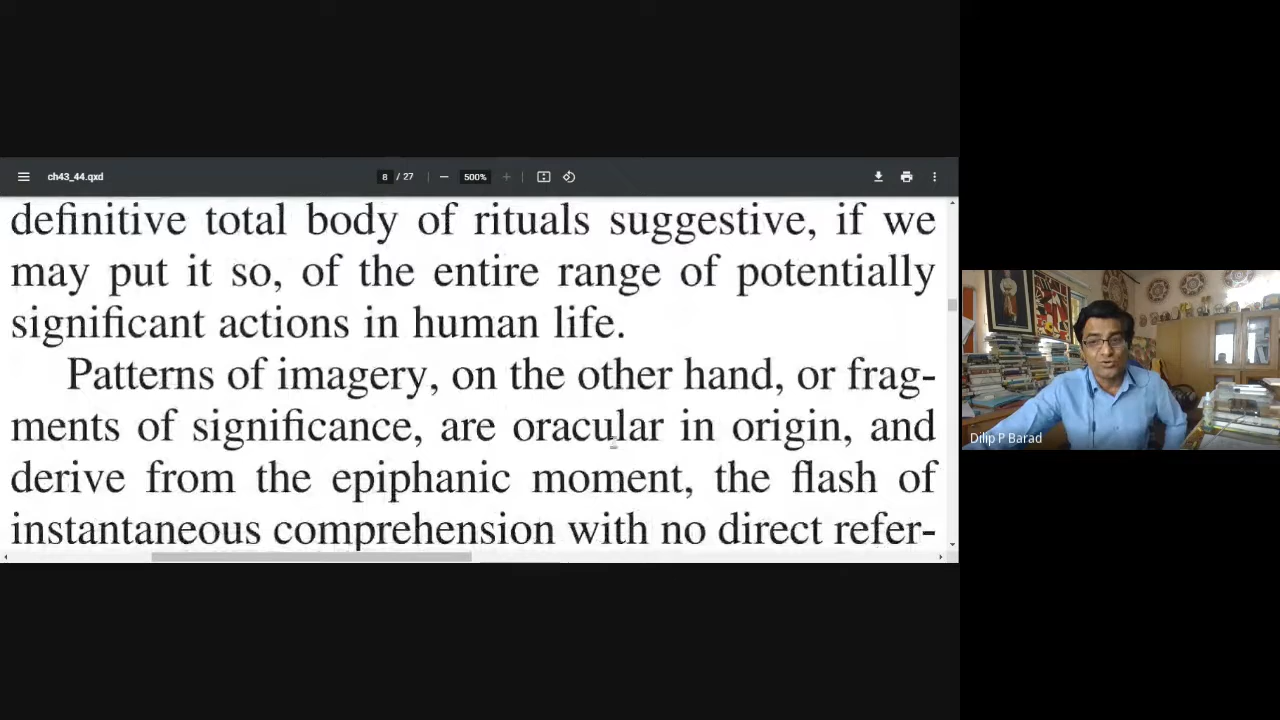 ch43_44.qxd
8 / 27
500%
definitive total body of rituals suggestive, if we
may put it so, of the entire range of potentially
significant actions in human life.
Patterns of imagery, on the other hand, or frag-
ments of significance, are oracular in origin, and
derive from the epiphanic moment, the flash of
instantaneous comprehension with no direct refer-
Dilip P Barad